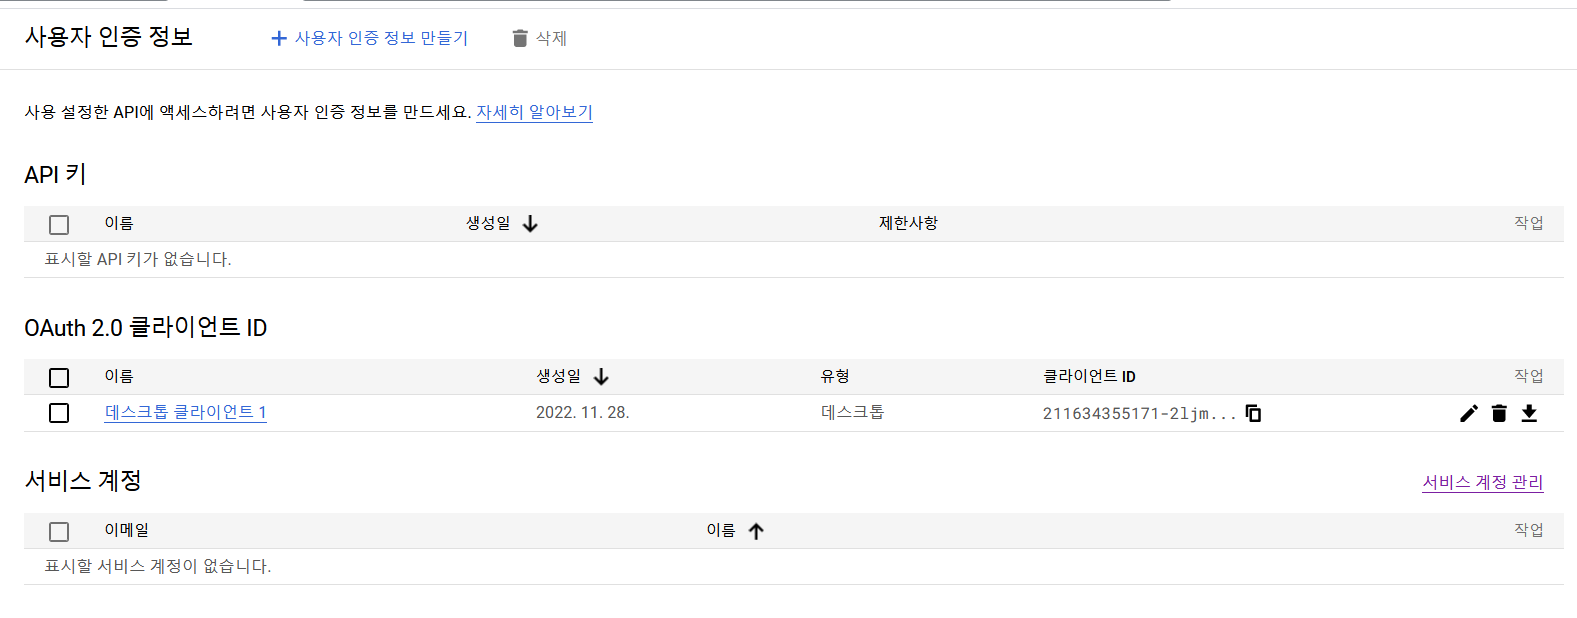 사용자 인증 정보 사용자 인증 정보 만들기 삭제
사용 설정한 API에 액세스하려면 사용자 인증 정보를 만드세요. 자세히 알아보기
API 키
이름 생성일 제한사항 작업
표시할 API 키가 없습니다.
OAuth 2.0 클라이언트 ID
이름 생성일 유형 클라이언트 ID 작업
데스크톱 클라이언트 1 2022. 11. 28. 데스크톱 211634355171-2ljm...
서비스 계정 서비스 계정 관리
이메일 이름 작업
표시할 서비스 계정이 없습니다.